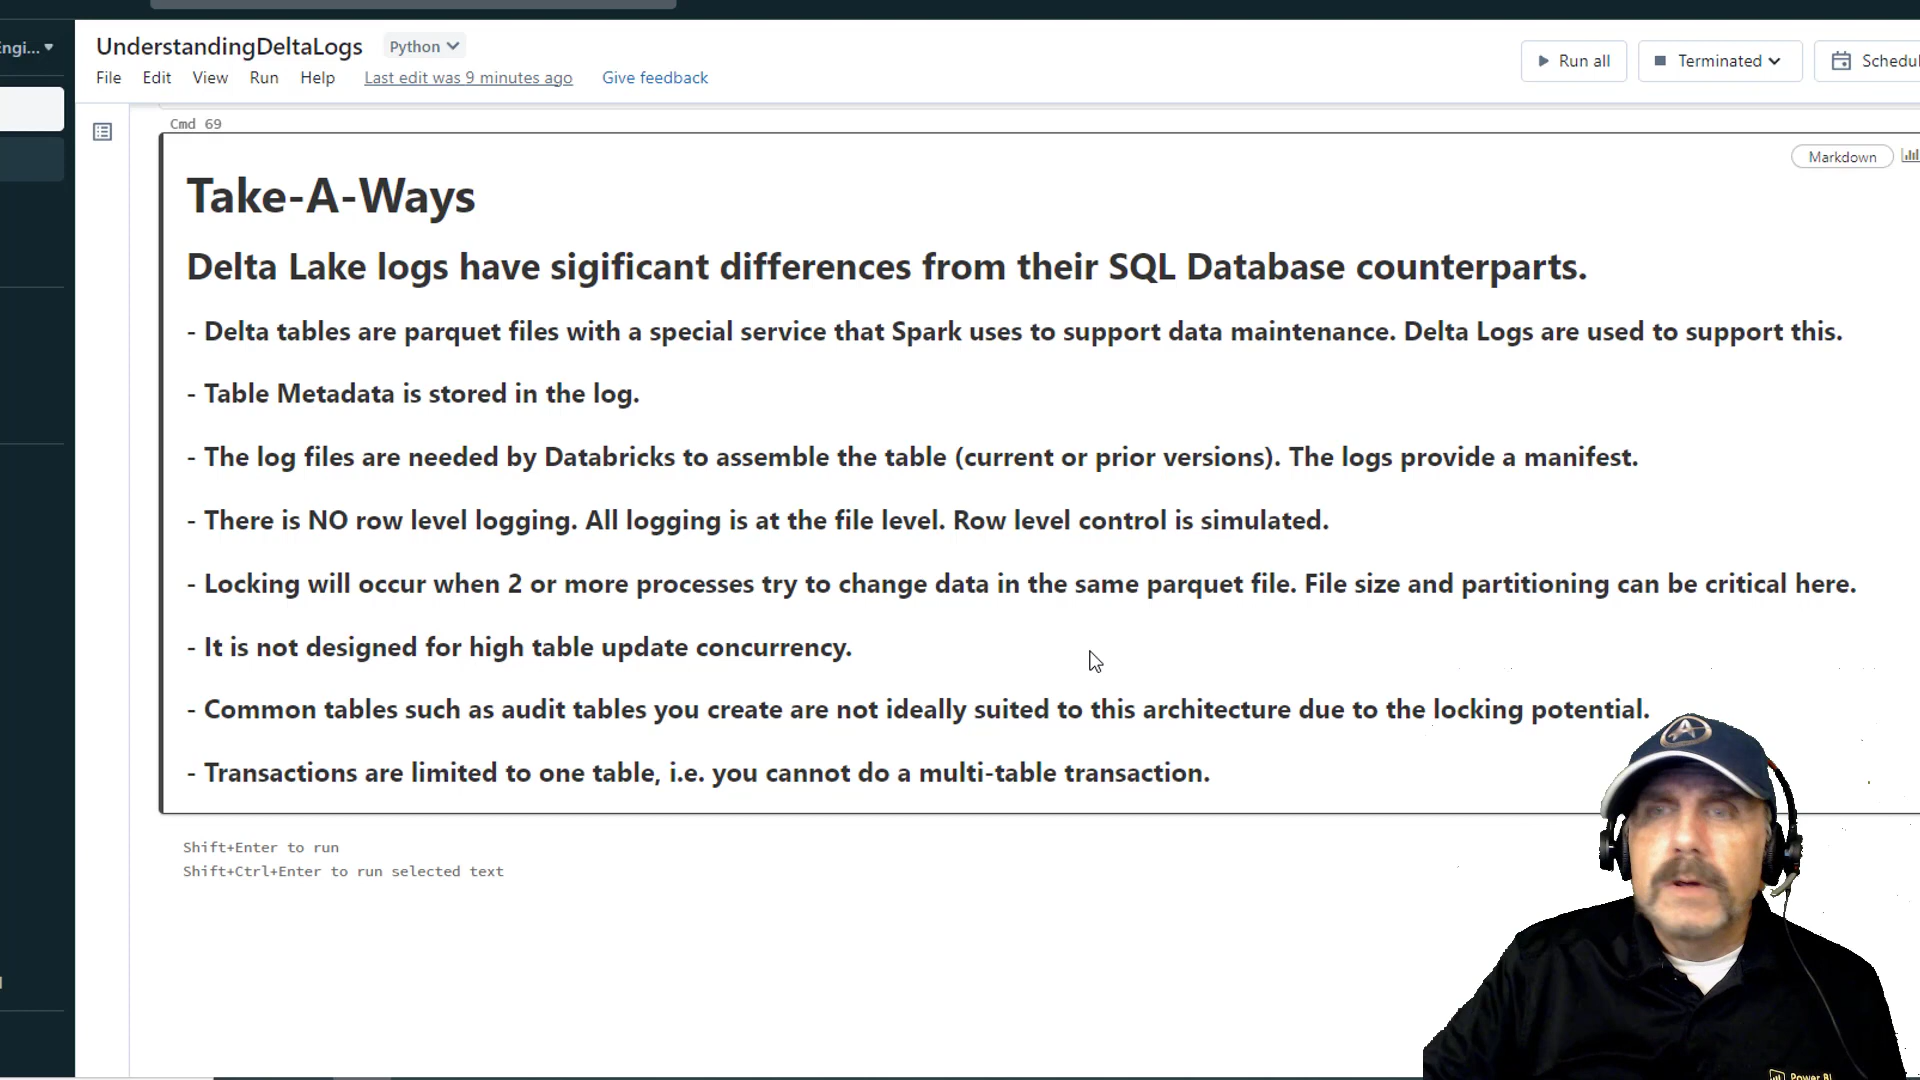 Engi...
UnderstandingDeltaLogs Python
File Edit View Run Help Last edit was 9 minutes ago Give feedback
Run all Terminated Schedul
Cmd 69
Markdown
Take-A-Ways
Delta Lake logs have sigificant differences from their SQL Database counterparts.
- Delta tables are parquet files with a special service that Spark uses to support data maintenance. Delta Logs are used to support this.
- Table Metadata is stored in the log.
- The log files are needed by Databricks to assemble the table (current or prior versions). The logs provide a manifest.
- There is NO row level logging. All logging is at the file level. Row level control is simulated.
- Locking will occur when 2 or more processes try to change data in the same parquet file. File size and partitioning can be critical here.
- It is not designed for high table update concurrency.
- Common tables such as audit tables you create are not ideally suited to this architecture due to the locking potential.
- Transactions are limited to one table, i.e. you cannot do a multi-table transaction.
Shift+Enter to run
Shift+Ctrl+Enter to run selected text
A
Power BI